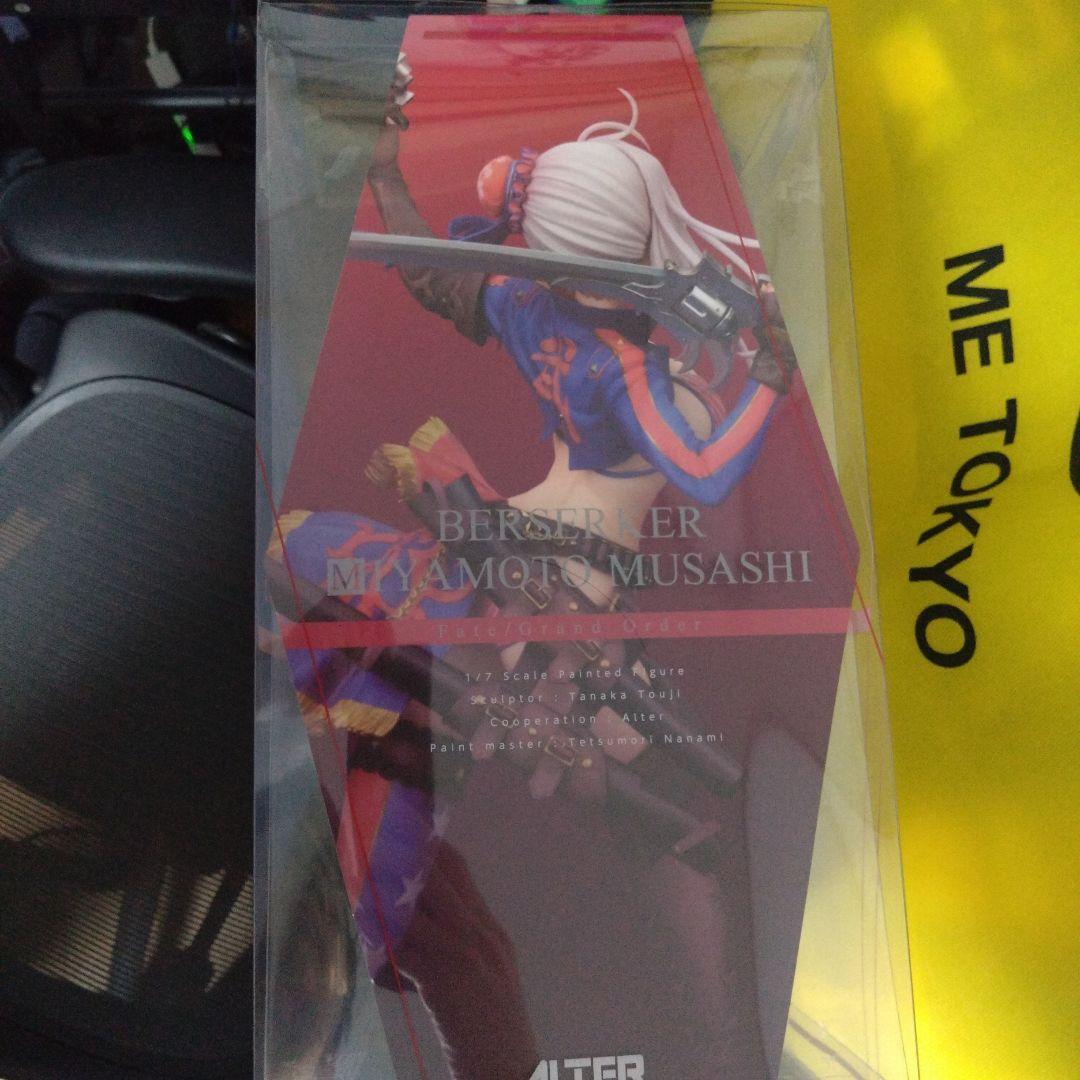 BERSERKER
MIYAMOTO MUSASHI
Fate/Grand Order
1/7 Scale Painted Figure
Sculptor : Tanaka Touji
Cooperation : Alter
Paint master : Tetsumori Nanami
ALTER
ME TOKYO